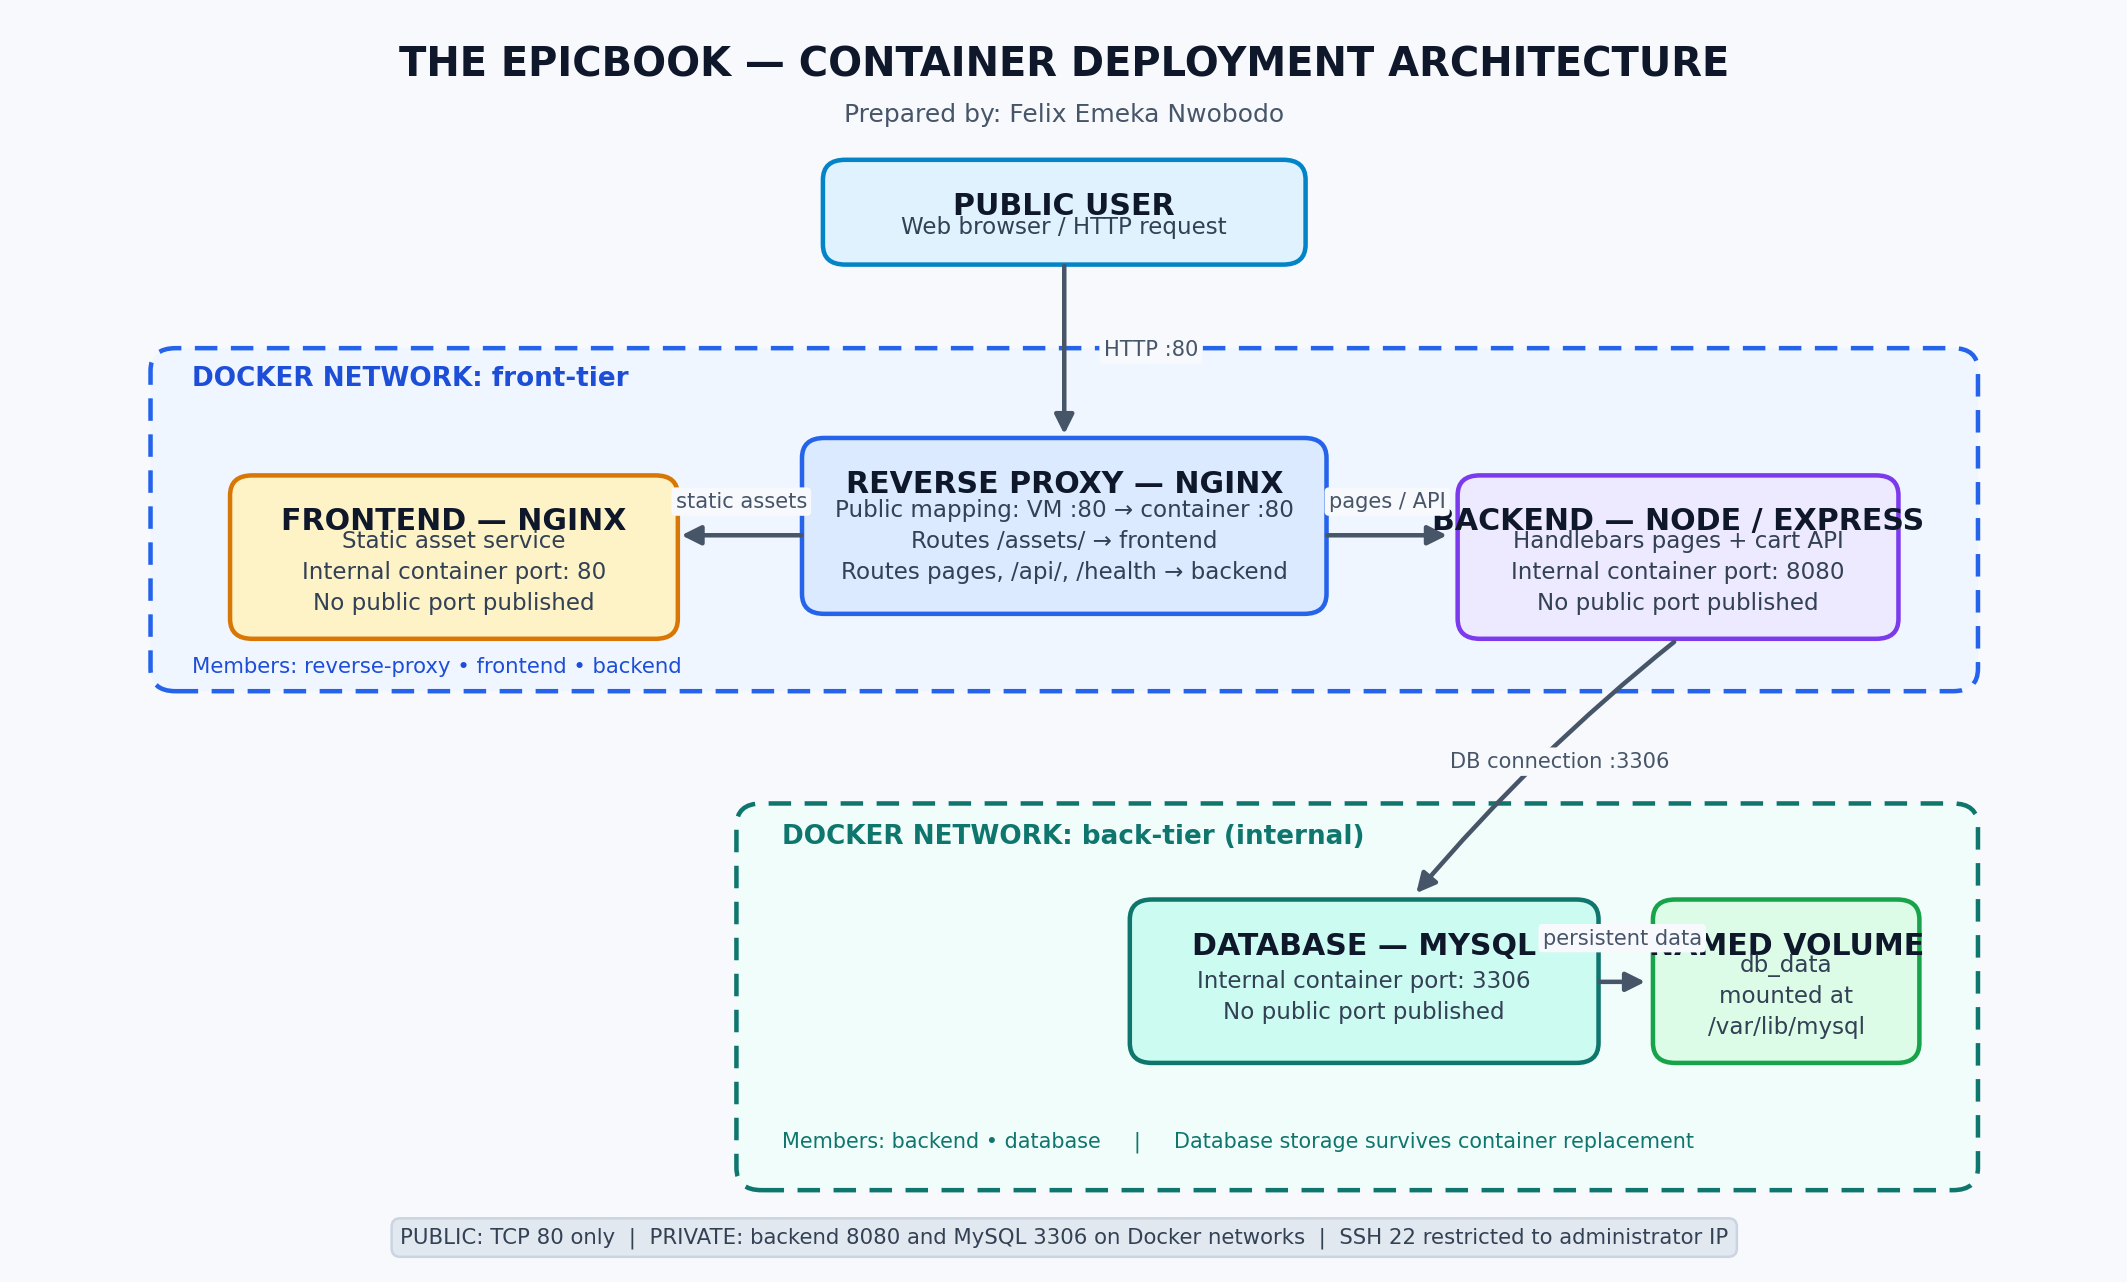 THE EPICBOOK — CONTAINER DEPLOYMENT ARCHITECTURE
Prepared by: Felix Emeka Nwobodo
PUBLIC USER
Web browser / HTTP request
HTTP :80
DOCKER NETWORK: front-tier
FRONTEND — NGINX
Static asset service
Internal container port: 80
No public port published
static assets
REVERSE PROXY — NGINX
Public mapping: VM :80 → container :80
Routes /assets/ → frontend
Routes pages, /api/, /health → backend
pages / API
BACKEND — NODE / EXPRESS
Handlebars pages + cart API
Internal container port: 8080
No public port published
Members: reverse-proxy • frontend • backend
DB connection :3306
DOCKER NETWORK: back-tier (internal)
DATABASE — MYSQL
Internal container port: 3306
No public port published
persistent data
NAMED VOLUME
db_data
mounted at
/var/lib/mysql
Members: backend • database | Database storage survives container replacement
PUBLIC: TCP 80 only | PRIVATE: backend 8080 and MySQL 3306 on Docker networks | SSH 22 restricted to administrator IP